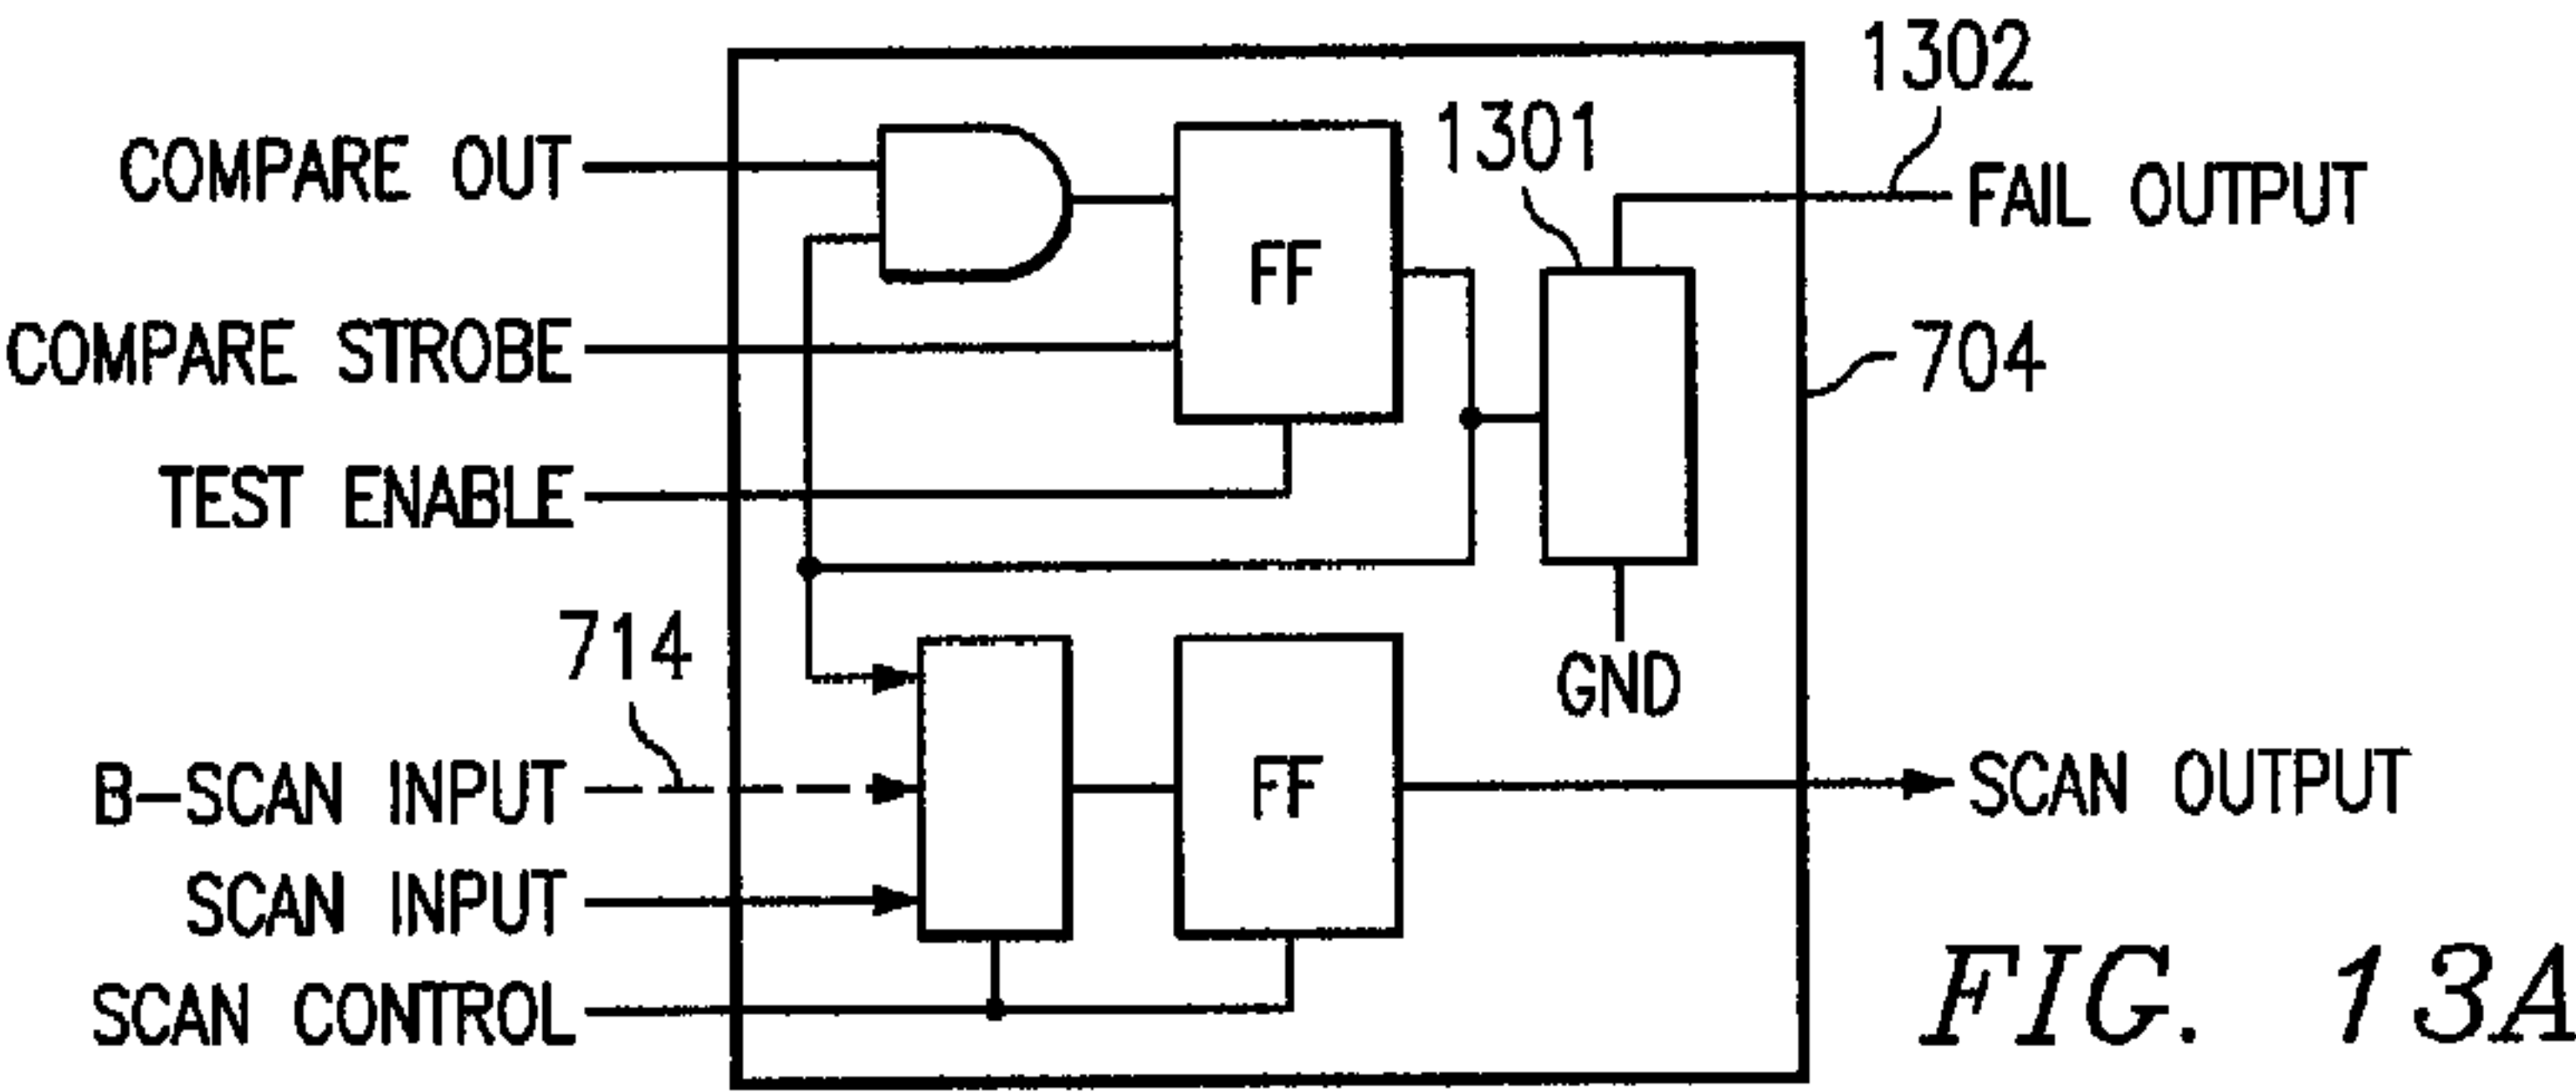 1302
COMPARE OUT
1301
FAIL OUTPUT
FF
COMPARE STROBE
704
TEST ENABLE
714
GND
B-SCAN INPUT
FF
SCAN OUTPUT
SCAN INPUT
SCAN CONTROL
FIG. 13A